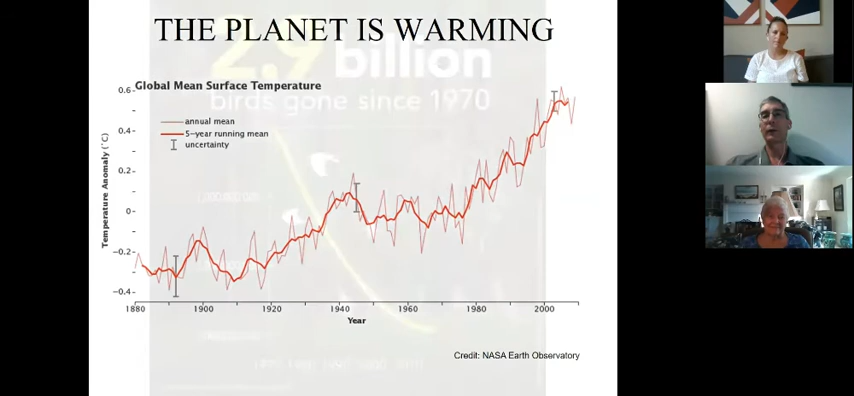 THE PLANET IS WARMING
2.9 billion
birds gone since 1970
Global Mean Surface Temperature
annual mean
5-year running mean
uncertainty
Temperature Anomaly (°C)
0.6
0.4
0.2
0
-0.2
-0.4
1880 1900 1920 1940 1960 1980 2000
Year
Credit: NASA Earth Observatory